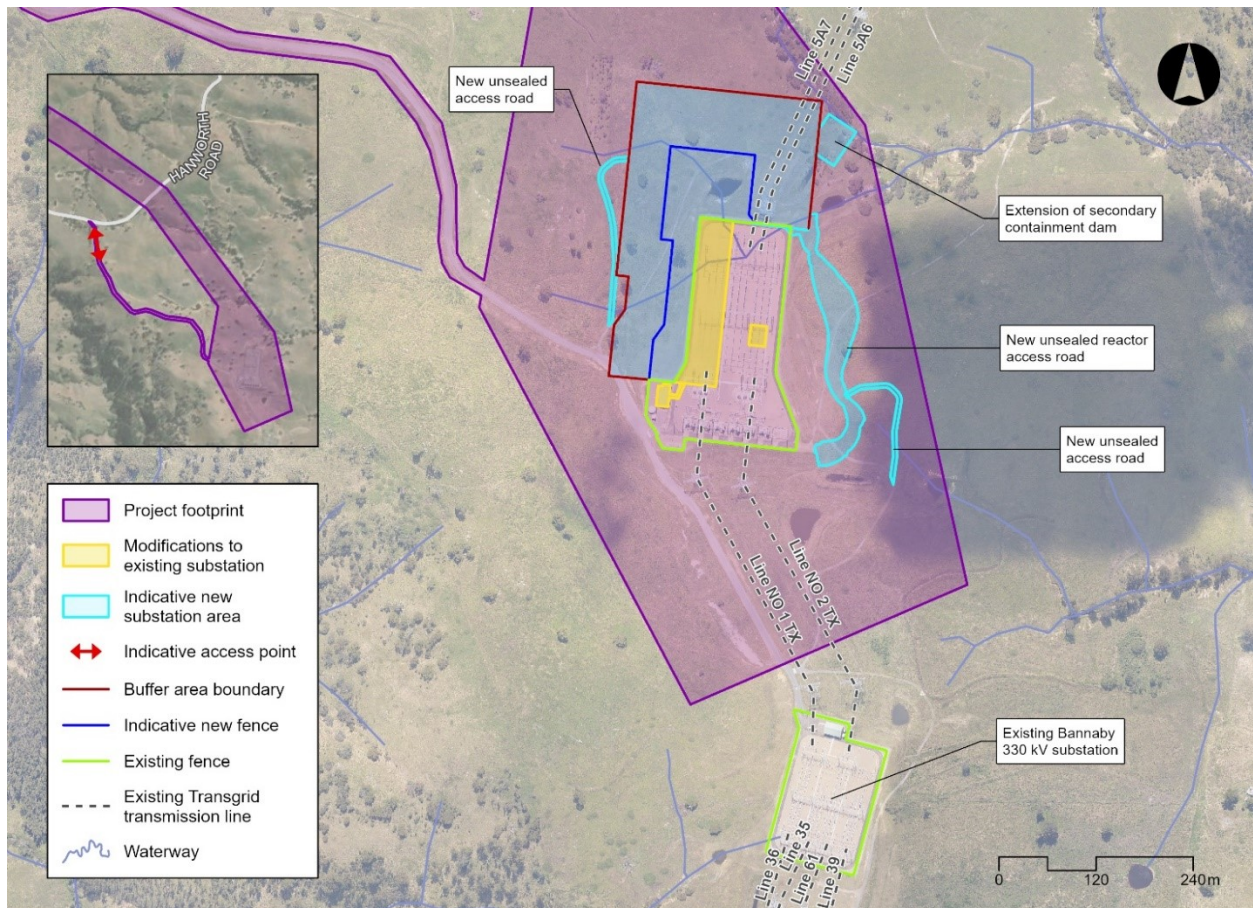 Line 5A7
Line 5A6
New unsealed
access road
HANWORTH
ROAD
Extension of secondary
containment dam
New unsealed reactor
access road
New unsealed
access road
Line NO 1 TX
Line NO 2 TX
Existing Bannaby
330 kV substation
Line 36
Line 35
Line 61
Line 39
Project footprint
Modifications to
existing substation
Indicative new
substation area
Indicative access point
Buffer area boundary
Indicative new fence
Existing fence
Existing Transgrid
transmission line
Waterway
0 120 240m